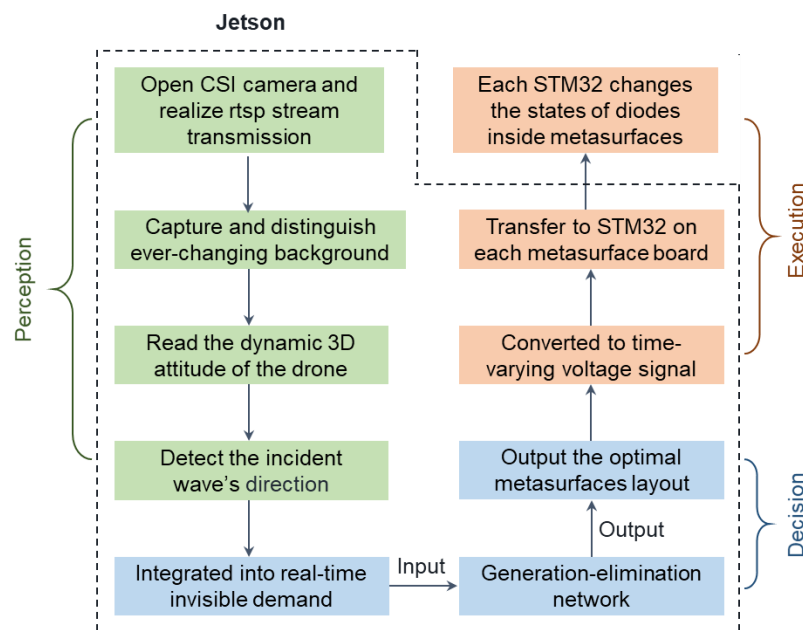 Jetson
Perception
Open CSI camera and
realize rtsp stream
transmission
Capture and distinguish
ever-changing background
Read the dynamic 3D
attitude of the drone
Detect the incident
wave's direction
Integrated into real-time
invisible demand
Input
Generation-elimination
network
Output
Output the optimal
metasurfaces layout
Converted to time-
varying voltage signal
Transfer to STM32 on
each metasurface board
Each STM32 changes
the states of diodes
inside metasurfaces
Execution
Decision